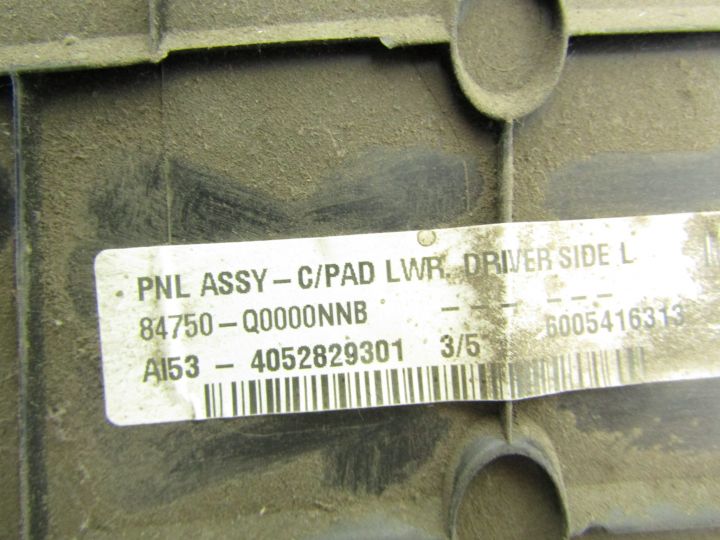 PNL ASSY-C/PAD LWR, DRIVER SIDE L
84750-Q0000NNB - - - - - -
AI53 - 4052829301 3/5 6005416313